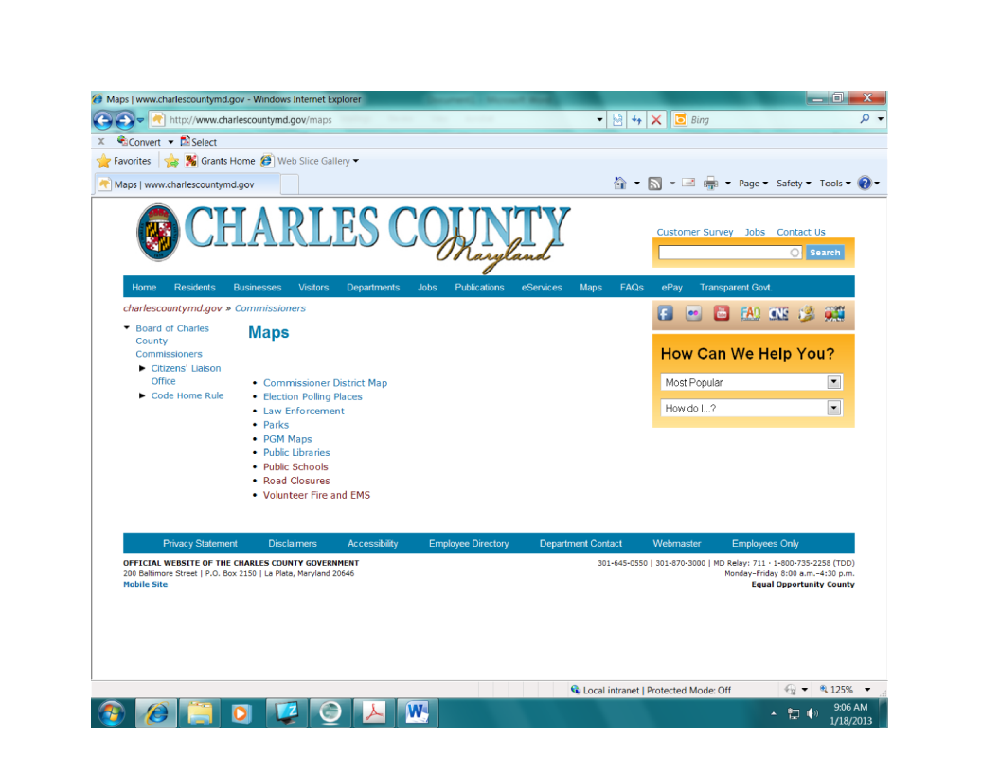 Maps | www.charlescountymd.gov - Windows Internet Explorer
http://www.charlescountymd.gov/maps
Bing
x Convert Select
Favorites Grants Home Web Slice Gallery
Maps | www.charlescountymd.gov
Page Safety Tools
CHARLES COUNTY
Maryland
Customer Survey Jobs Contact Us
Search
Home Residents Businesses Visitors Departments Jobs Publications eServices Maps FAQs ePay Transparent Govt.
charlescountymd.gov » Commissioners
FAQ CNS
Board of Charles
County
Commissioners
Citizens' Liaison
Office
Code Home Rule
Maps
• Commissioner District Map
• Election Polling Places
• Law Enforcement
• Parks
• PGM Maps
• Public Libraries
• Public Schools
• Road Closures
• Volunteer Fire and EMS
How Can We Help You?
Most Popular
How do I...?
Privacy Statement Disclaimers Accessibility Employee Directory Department Contact Webmaster Employees Only
OFFICIAL WEBSITE OF THE CHARLES COUNTY GOVERNMENT
200 Baltimore Street | P.O. Box 2150 | La Plata, Maryland 20646
Mobile Site
301-645-0550 | 301-870-3000 | MD Relay: 711 · 1-800-735-2258 (TDD)
Monday-Friday 8:00 a.m.-4:30 p.m.
Equal Opportunity County
Local intranet | Protected Mode: Off
125%
9:06 AM
1/18/2013